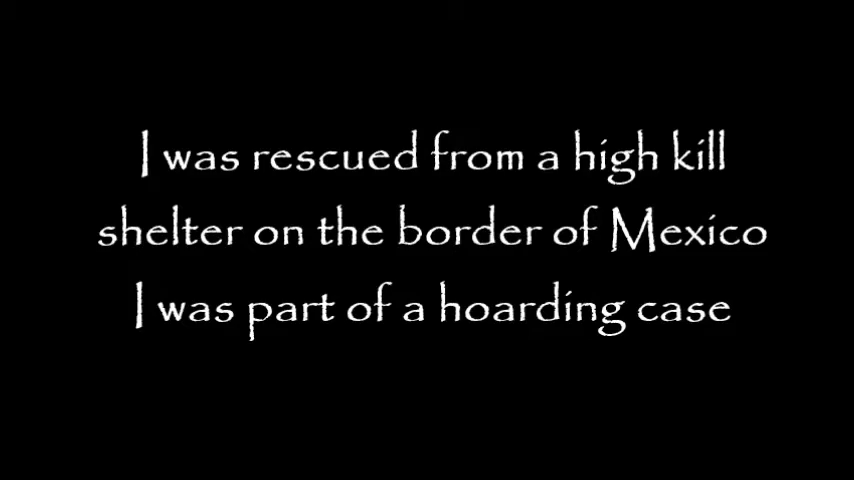 I was rescued from a high kill
shelter on the border of Mexico
I was part of a hoarding case